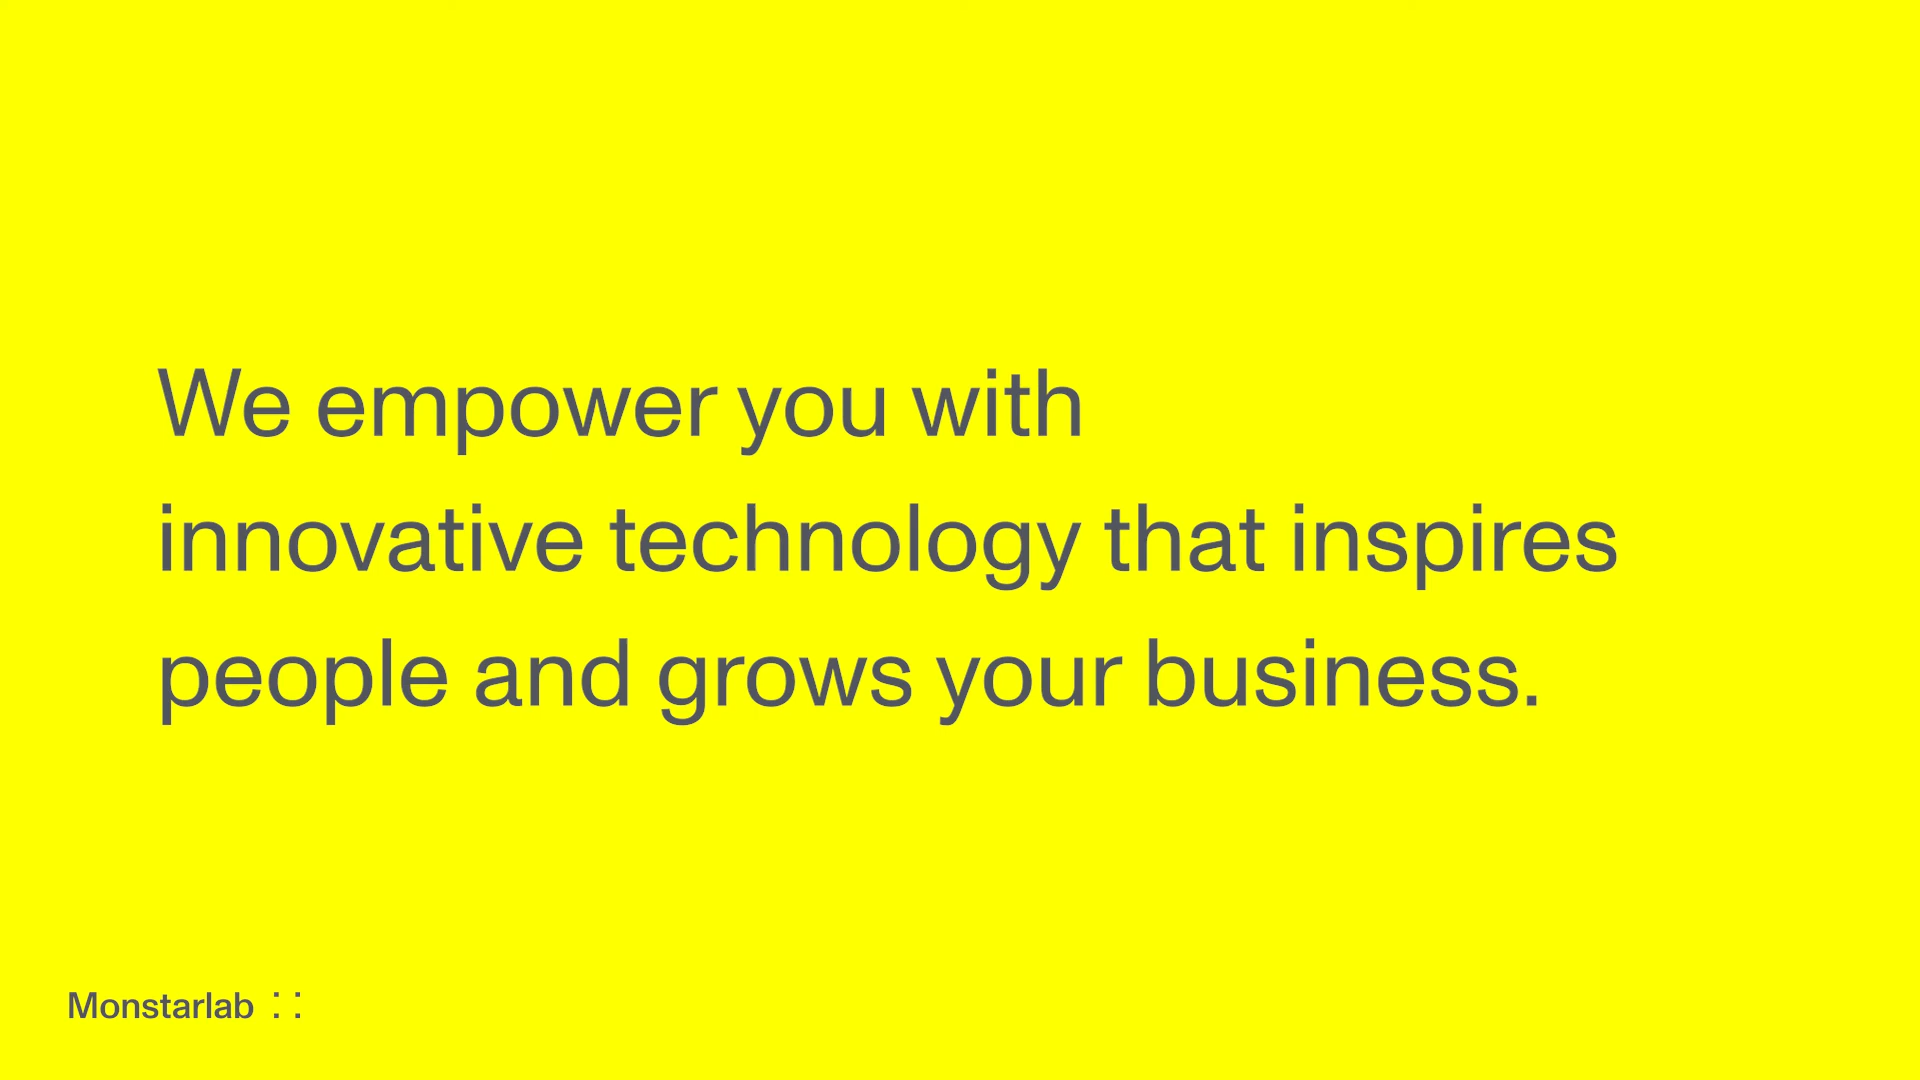 We empower you with
innovative technology that inspires
people and grows your business.
Monstarlab ::